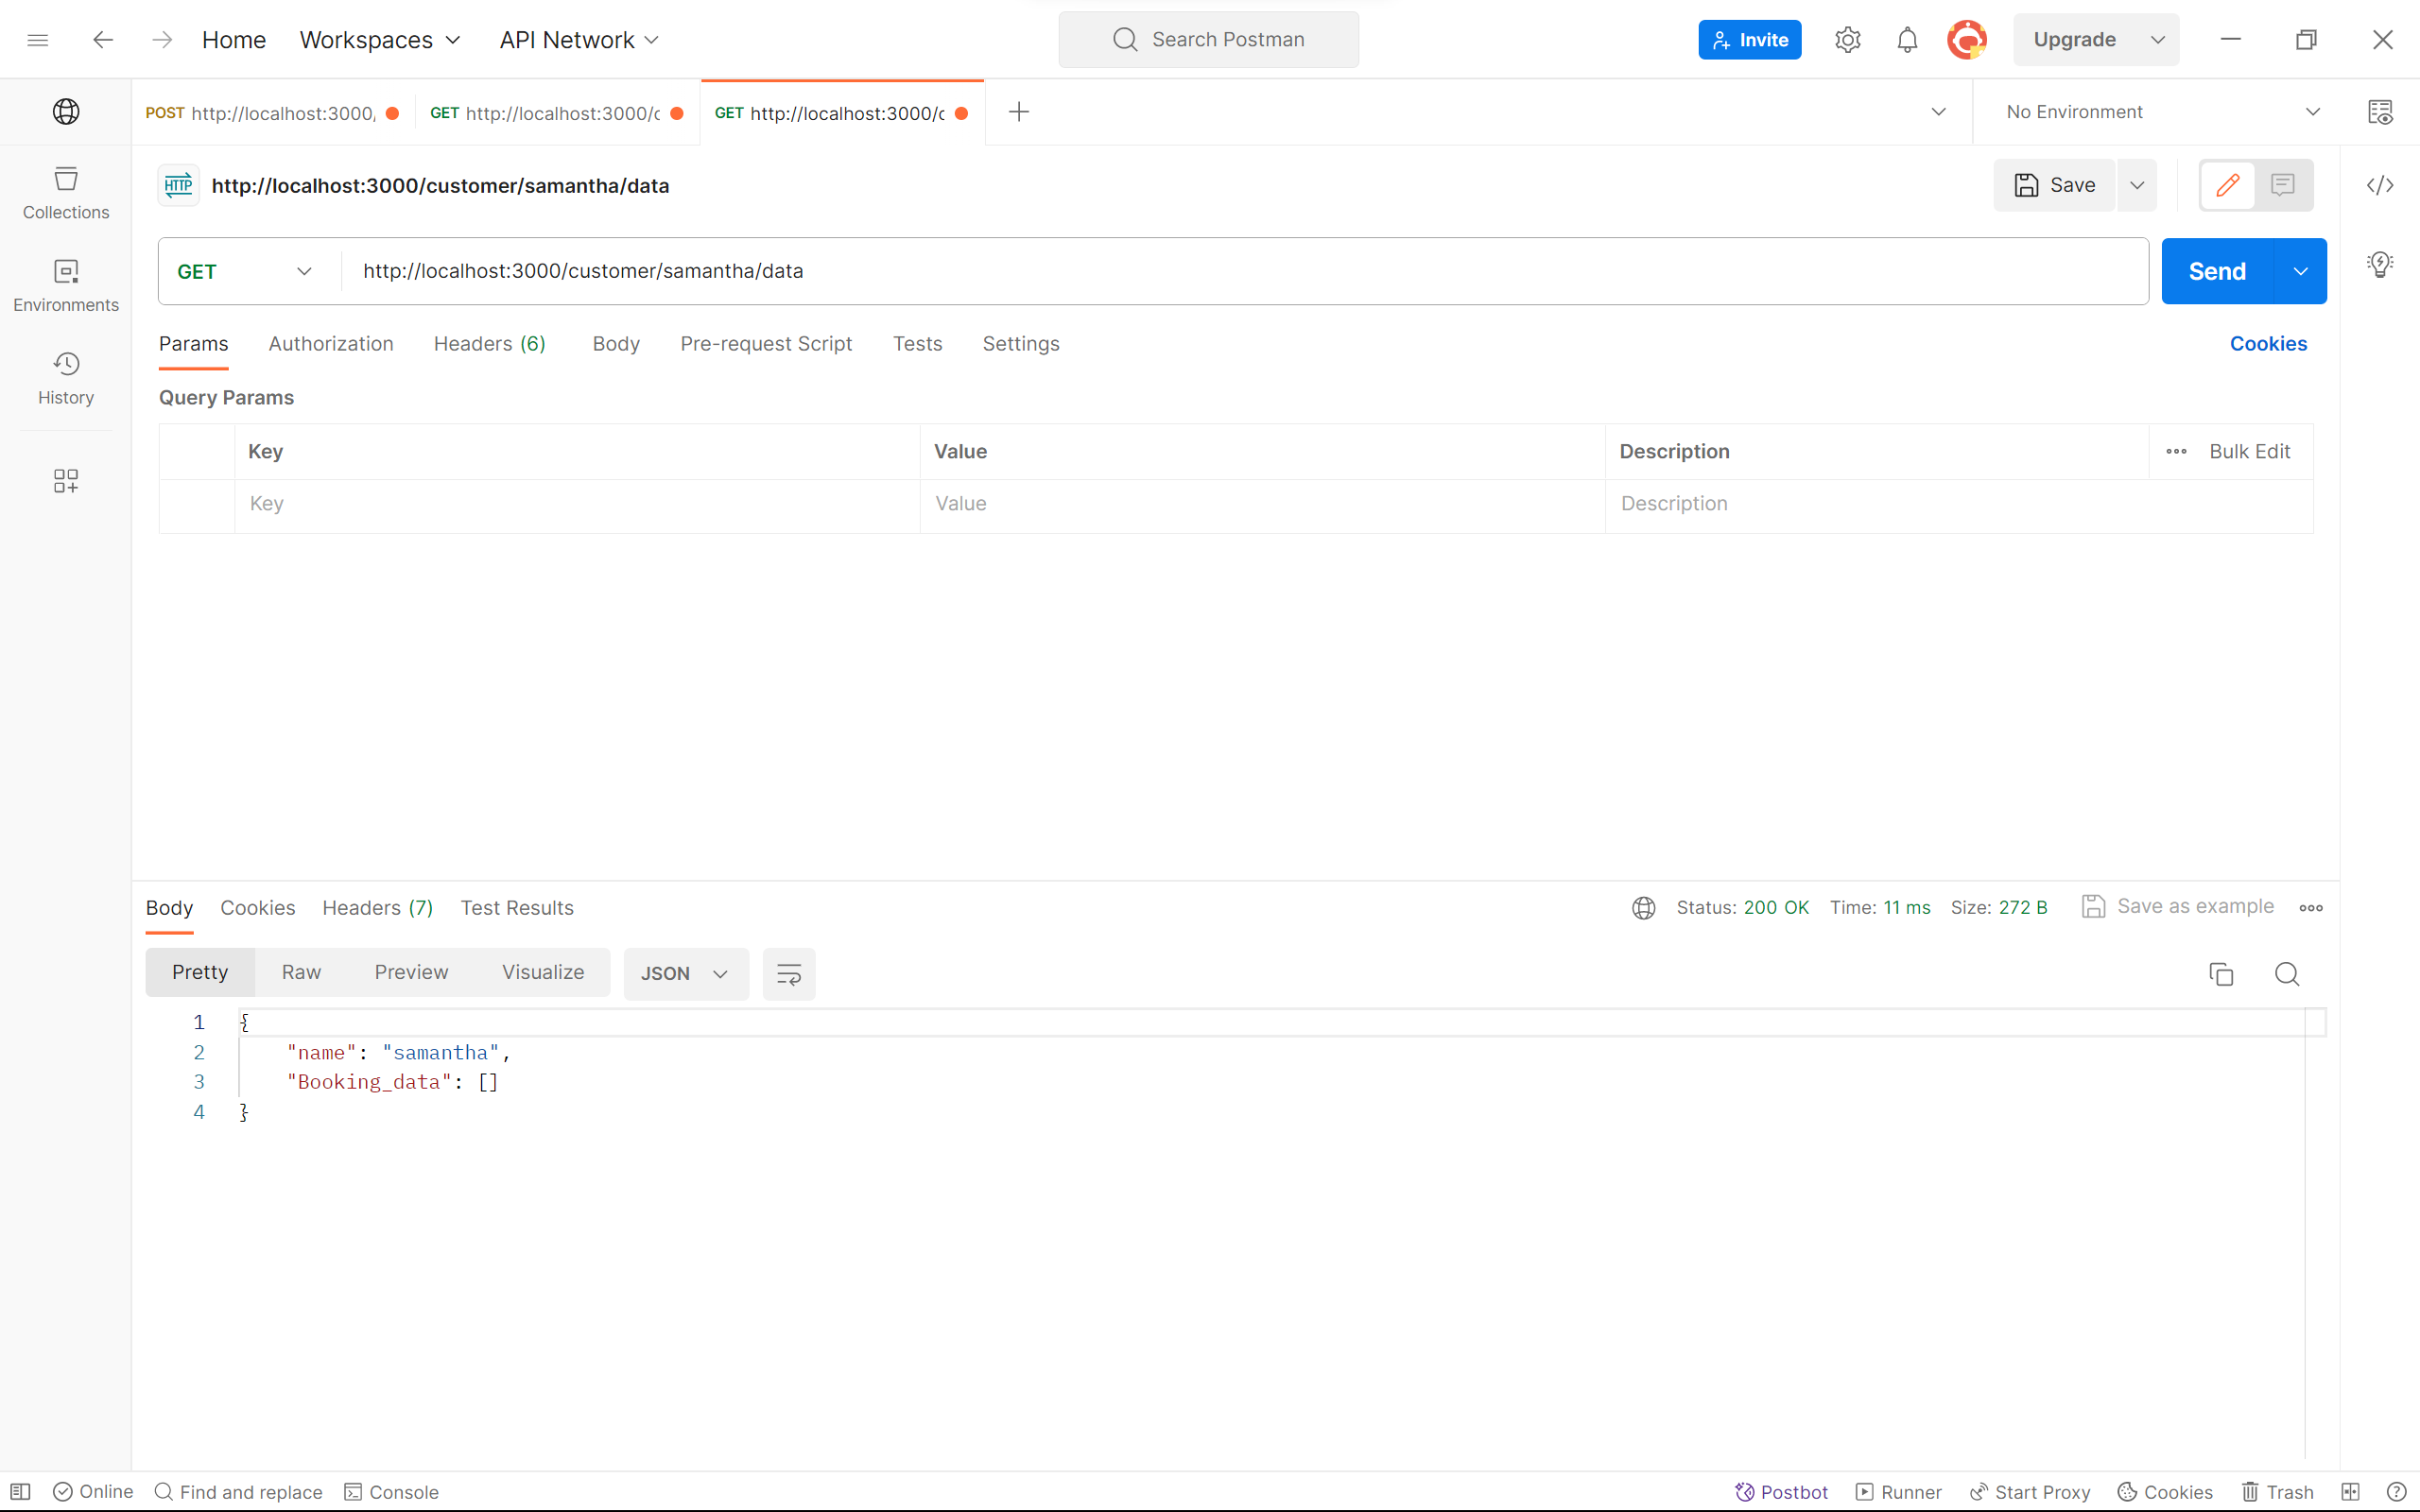 Home Workspaces API Network Search Postman Invite Upgrade
POST http://localhost:3000/ GET http://localhost:3000/c GET http://localhost:3000/c No Environment
HTTP http://localhost:3000/customer/samantha/data Save
Collections
GET http://localhost:3000/customer/samantha/data Send
Environments
Params Authorization Headers (6) Body Pre-request Script Tests Settings Cookies
History
Query Params
Key Value Description Bulk Edit
Key Value Description
Body Cookies Headers (7) Test Results Status: 200 OK Time: 11 ms Size: 272 B Save as example
Pretty Raw Preview Visualize JSON
1 {
2 "name": "samantha",
3 "Booking_data": []
4 }
Online Find and replace Console Postbot Runner Start Proxy Cookies Trash